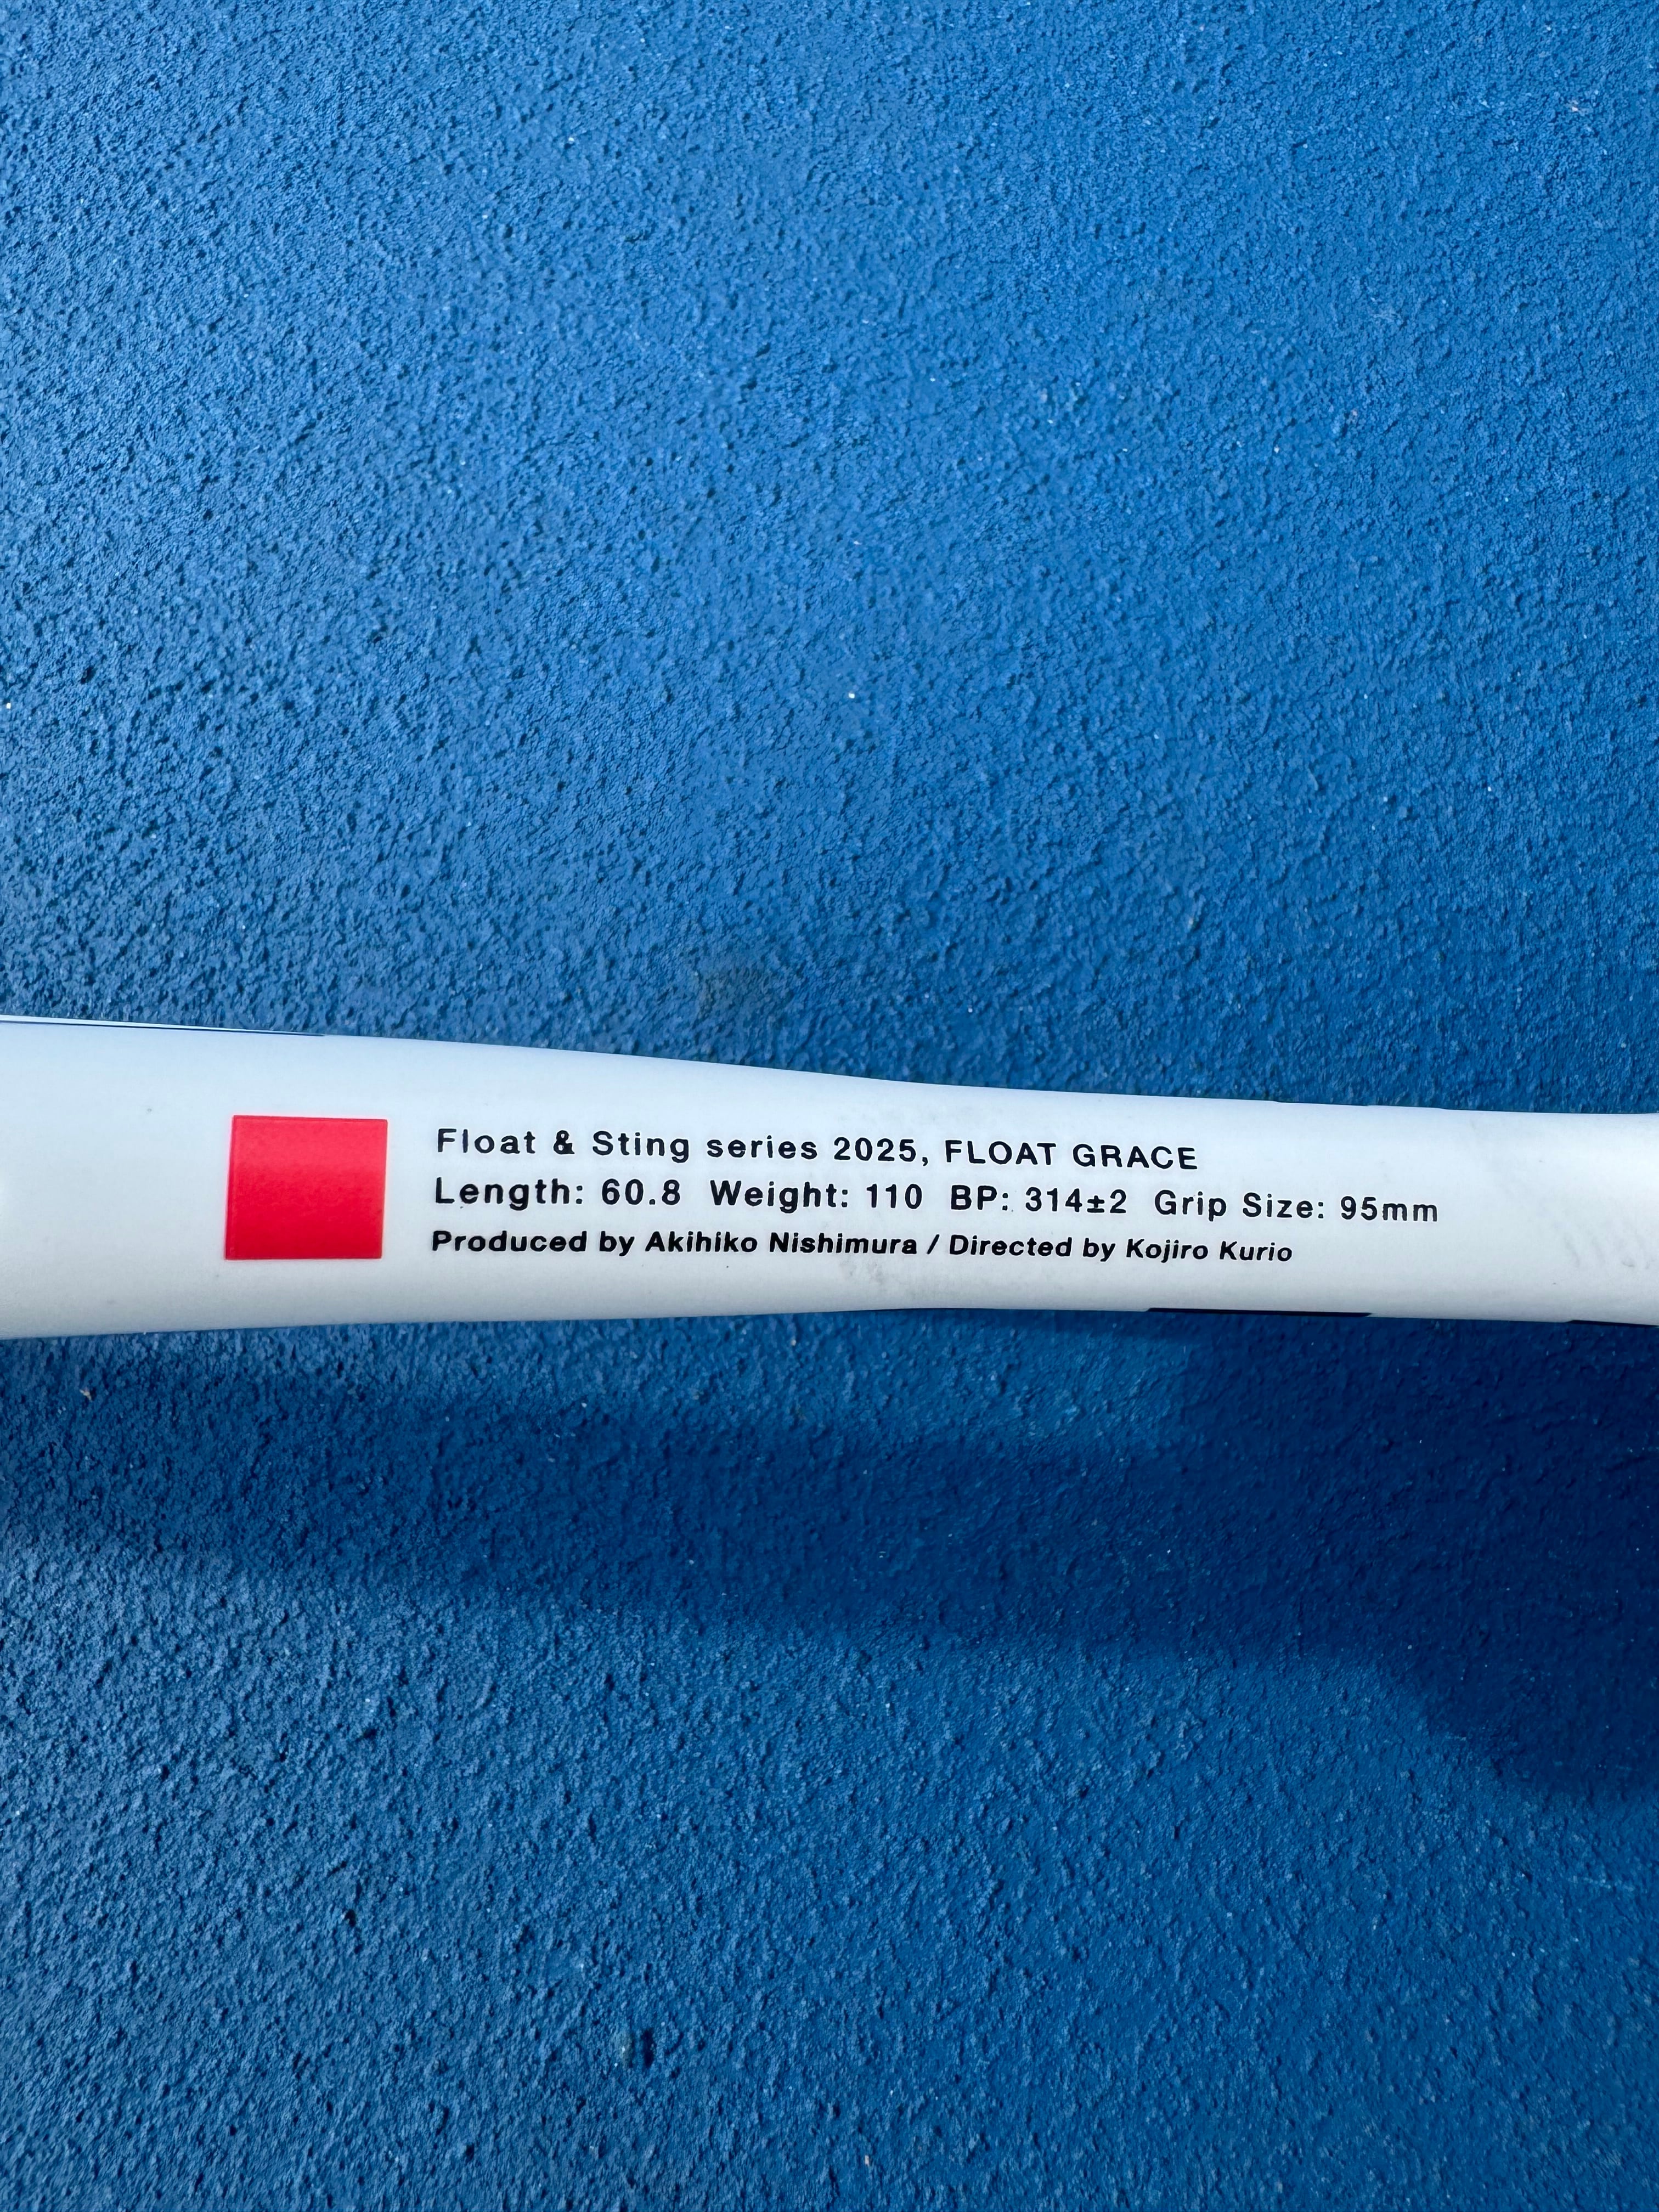 Float & Sting series 2025, FLOAT GRACE
Length: 60.8 Weight: 110 BP: 314±2 Grip Size: 95mm
Produced by Akihiko Nishimura / Directed by Kojiro Kurio